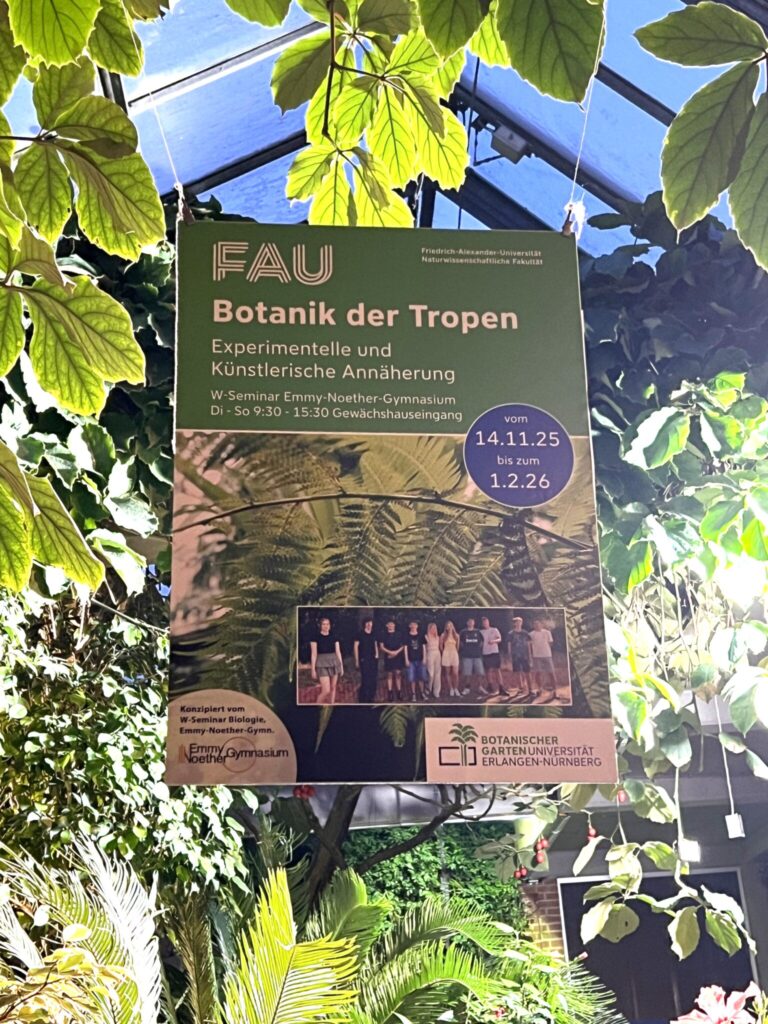 FAU
Friedrich-Alexander-Universität
Naturwissenschaftliche Fakultät
Botanik der Tropen
Experimentelle und
Künstlerische Annäherung
W-Seminar Emmy-Noether-Gymnasium
Di - So 9:30 - 15:30 Gewächshauseingang
vom
14.11.25
bis zum
1.2.26
Konzipiert vom
W-Seminar Biologie,
Emmy-Noether-Gymn.
Emmy
Noether Gymnasium
BOTANISCHER
GARTEN UNIVERSITÄT
ERLANGEN-NÜRNBERG